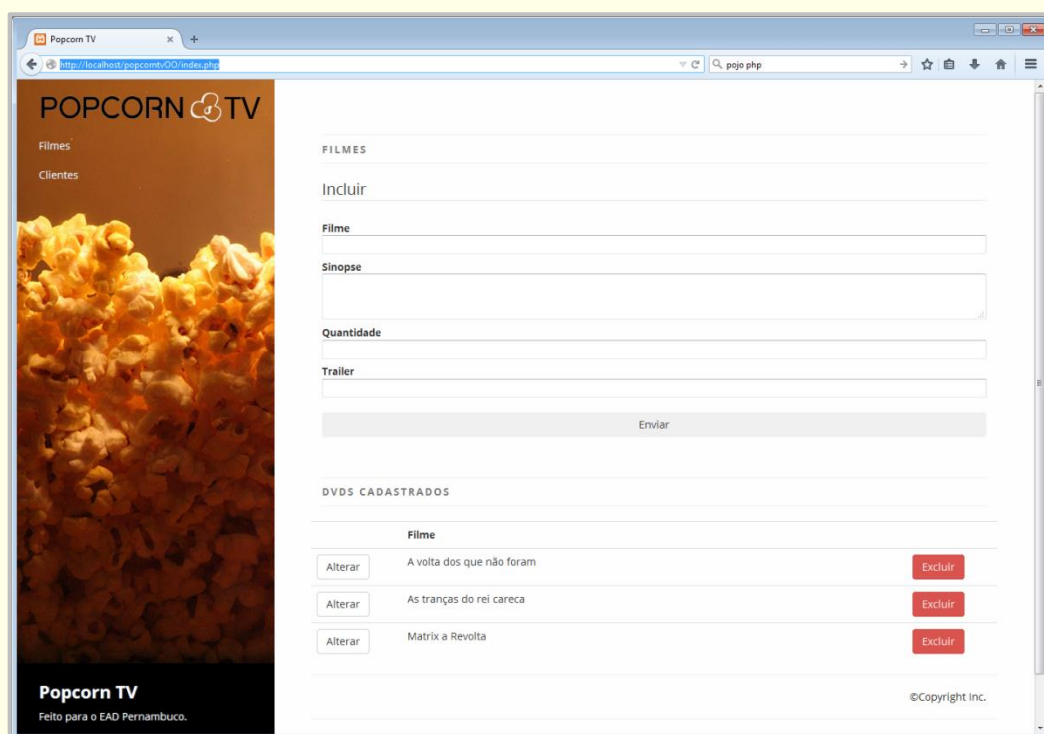 Popcorn TV
http://localhost/popcorntvOO/index.php
pojo php
POPCORN TV
Filmes
Clientes
FILMES
Incluir
Filme
Sinopse
Quantidade
Trailer
Enviar
DVDS CADASTRADOS
Filme
Alterar A volta dos que não foram Excluir
Alterar As tranças do rei careca Excluir
Alterar Matrix a Revolta Excluir
©Copyright Inc.
Popcorn TV
Feito para o EAD Pernambuco.